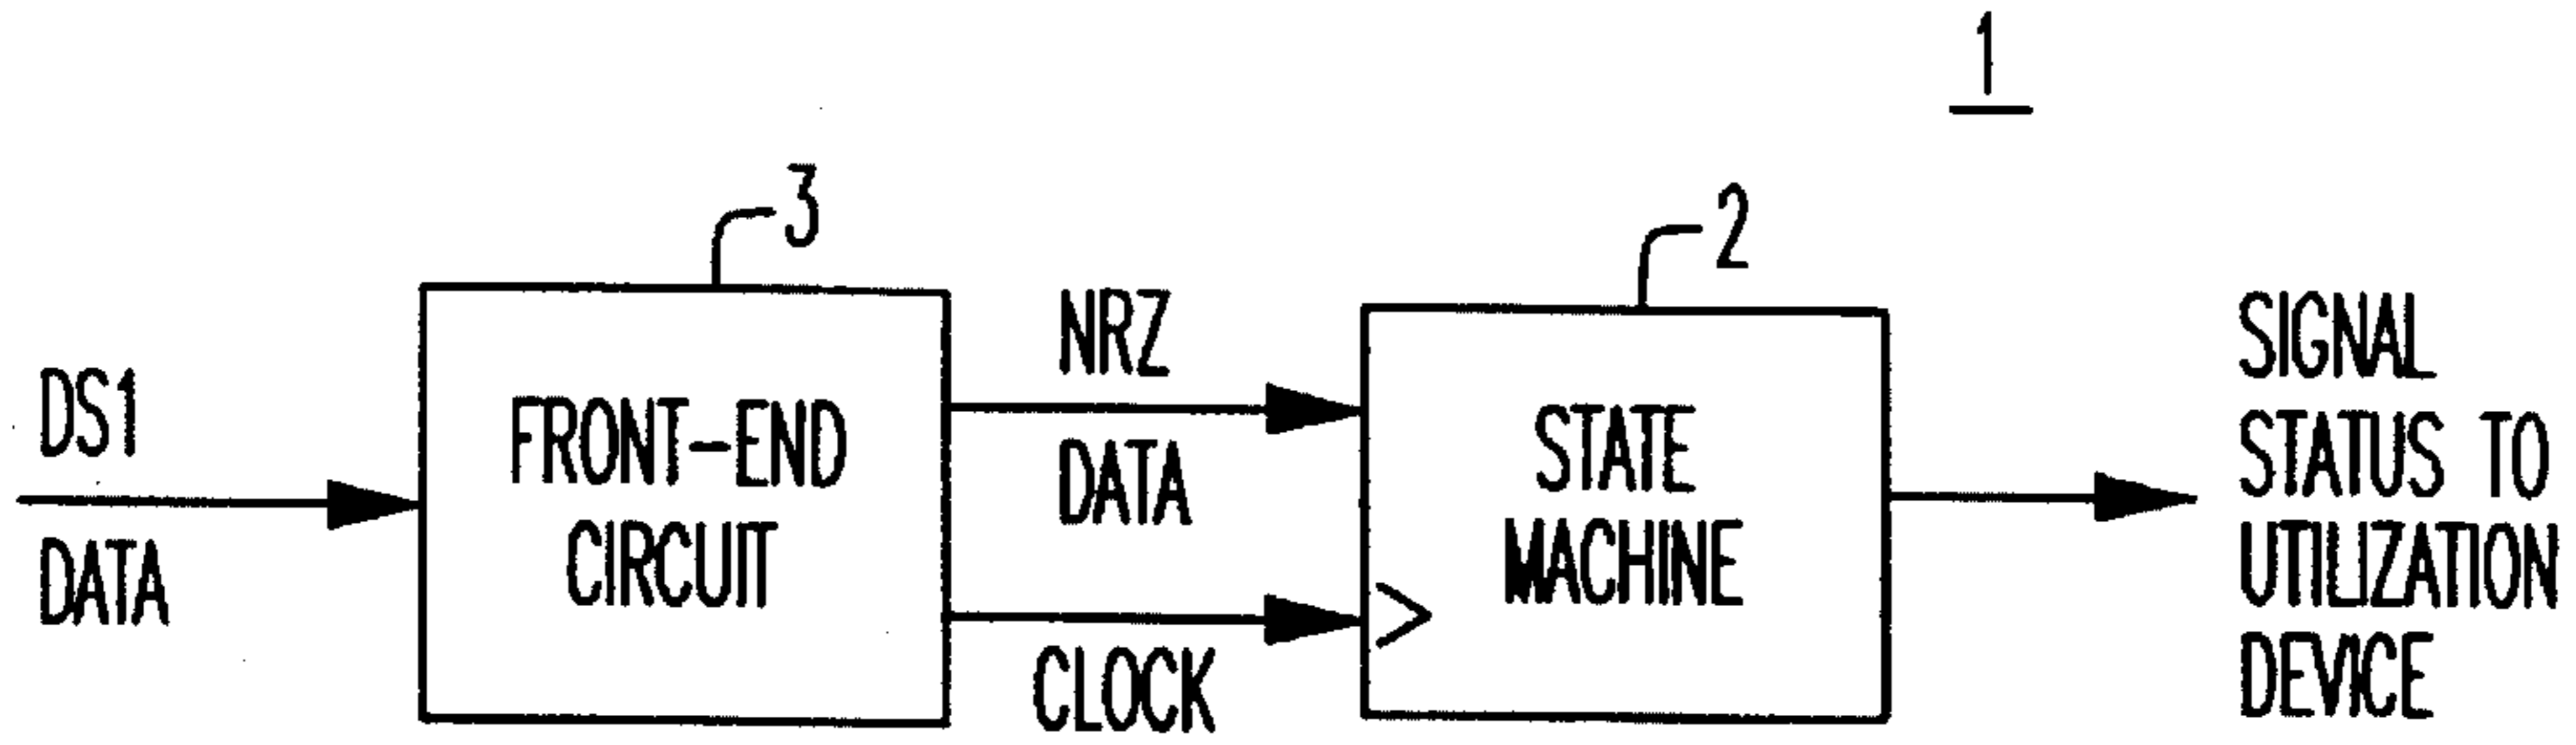 1
3
2
DS1
DATA
FRONT-END
CIRCUIT
NRZ
DATA
CLOCK
STATE
MACHINE
SIGNAL
STATUS TO
UTILIZATION
DEVICE